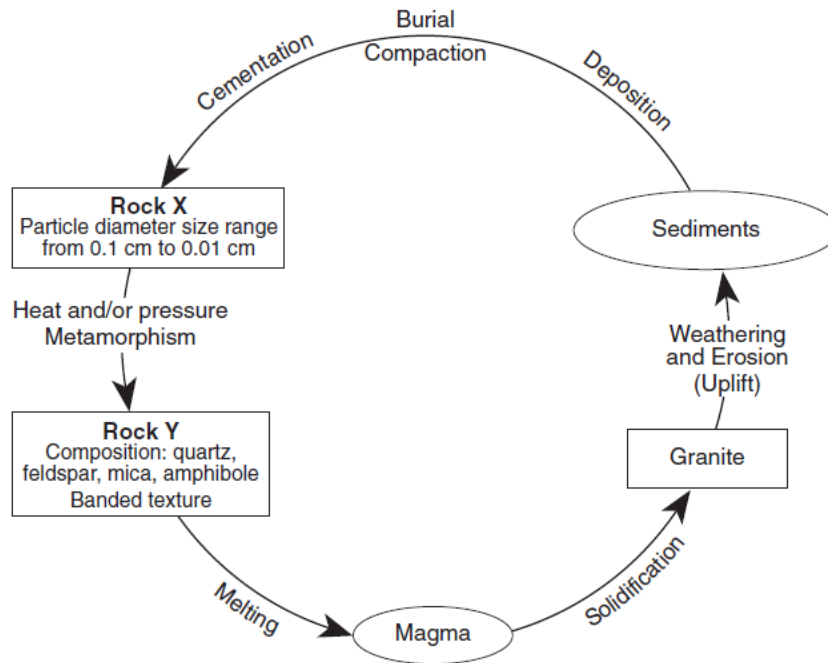 Burial
Compaction
Cementation
Deposition
Rock X
Particle diameter size range
from 0.1 cm to 0.01 cm
Sediments
Heat and/or pressure
Metamorphism
Weathering
and Erosion
(Uplift)
Rock Y
Composition: quartz,
feldspar, mica, amphibole
Banded texture
Granite
Melting
Magma
Solidification